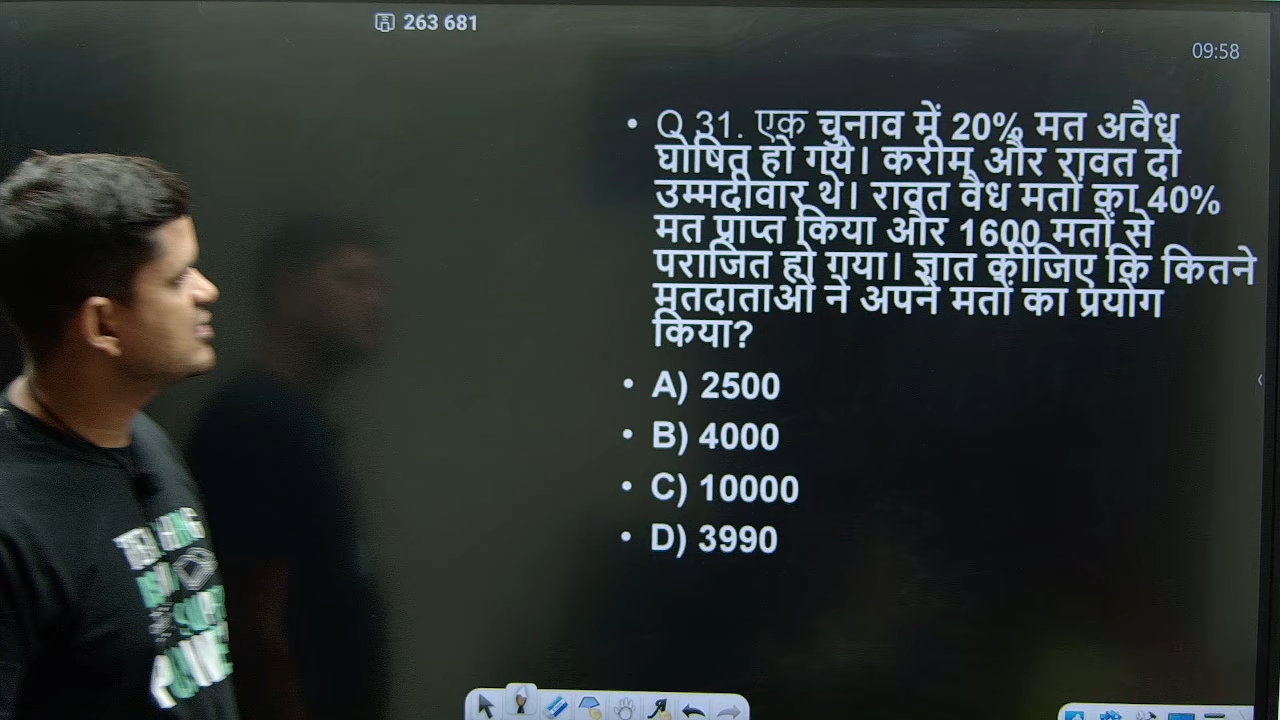 263 681
09:58
• Q 31. एक चुनाव में 20% मत अवैध
घोषित हो गये। करीम और रावत दो
उम्मदीवार थे। रावत वैध मतों का 40%
मत प्राप्त किया और 1600 मतों से
पराजित हो गया। ज्ञात कीजिए कि कितने
मतदाताओं ने अपने मतों का प्रयोग
किया?
• A) 2500
• B) 4000
• C) 10000
• D) 3990